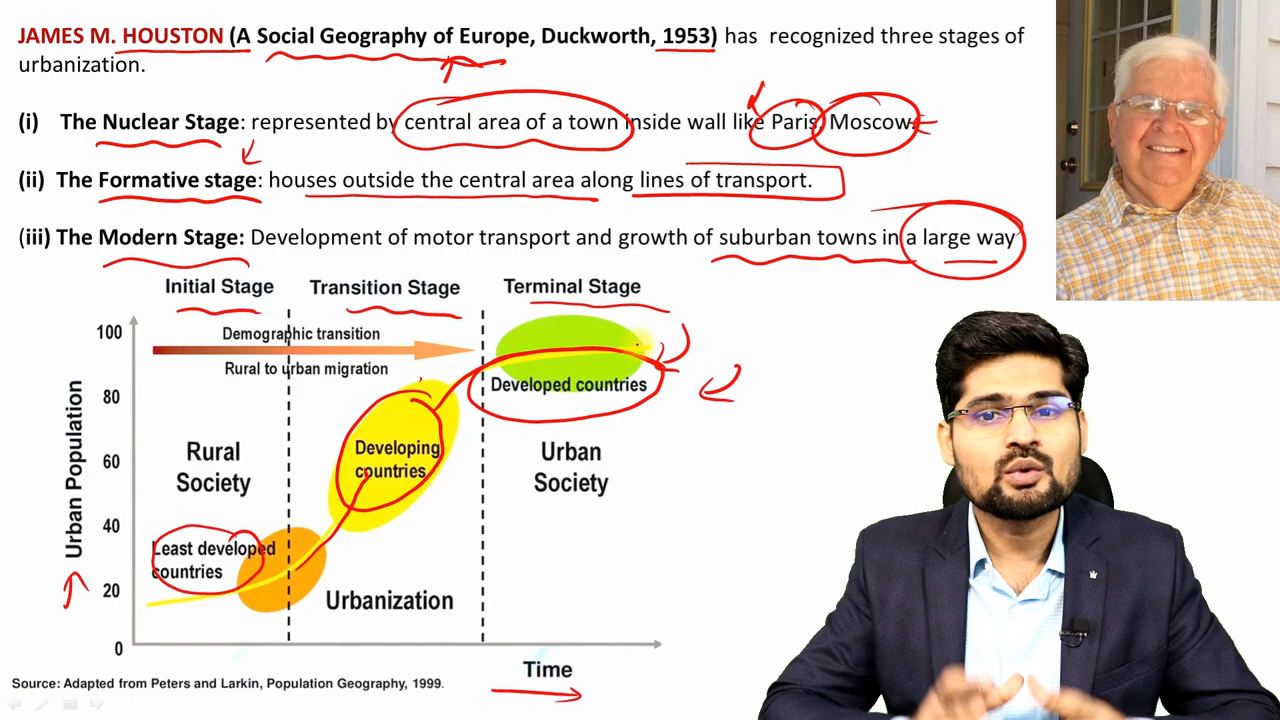 JAMES M. HOUSTON (A Social Geography of Europe, Duckworth, 1953) has recognized three stages of
urbanization.
(i) The Nuclear Stage: represented by central area of a town inside wall like Paris, Moscow.
(ii) The Formative stage: houses outside the central area along lines of transport.
(iii) The Modern Stage: Development of motor transport and growth of suburban towns in a large way
Initial Stage Transition Stage Terminal Stage
100
80
60
40
20
0
Urban Population
Demographic transition
Rural to urban migration
Developed countries
Developing
countries
Rural
Society
Urban
Society
Least developed
countries
Urbanization
Time
Source: Adapted from Peters and Larkin, Population Geography, 1999.